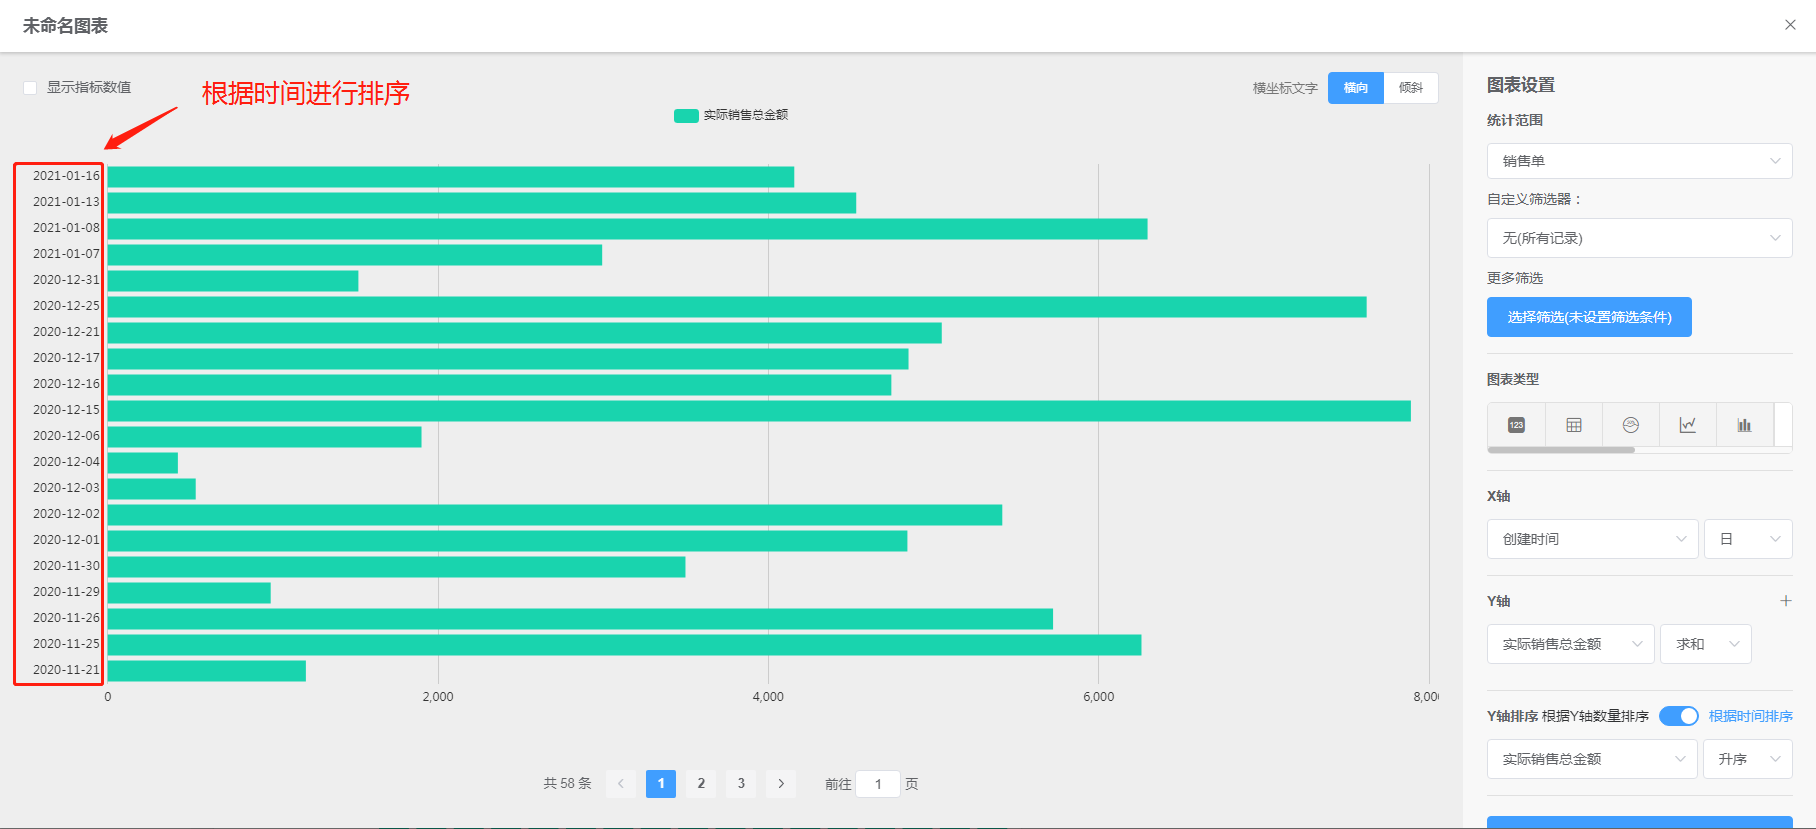 未命名图表
显示指标数值
根据时间进行排序
横坐标文字 横向 倾斜
实际销售总金额
2021-01-16
2021-01-13
2021-01-08
2021-01-07
2020-12-31
2020-12-25
2020-12-21
2020-12-17
2020-12-16
2020-12-15
2020-12-06
2020-12-04
2020-12-03
2020-12-02
2020-12-01
2020-11-30
2020-11-29
2020-11-26
2020-11-25
2020-11-21
0 2,000 4,000 6,000 8,000
共 58 条 1 2 3 前往 1 页
图表设置
统计范围
销售单
自定义筛选器：
无(所有记录)
更多筛选
选择筛选(未设置筛选条件)
图表类型
123
X轴
创建时间 日
Y轴
实际销售总金额 求和
Y轴排序 根据Y轴数量排序 根据时间排序
实际销售总金额 升序